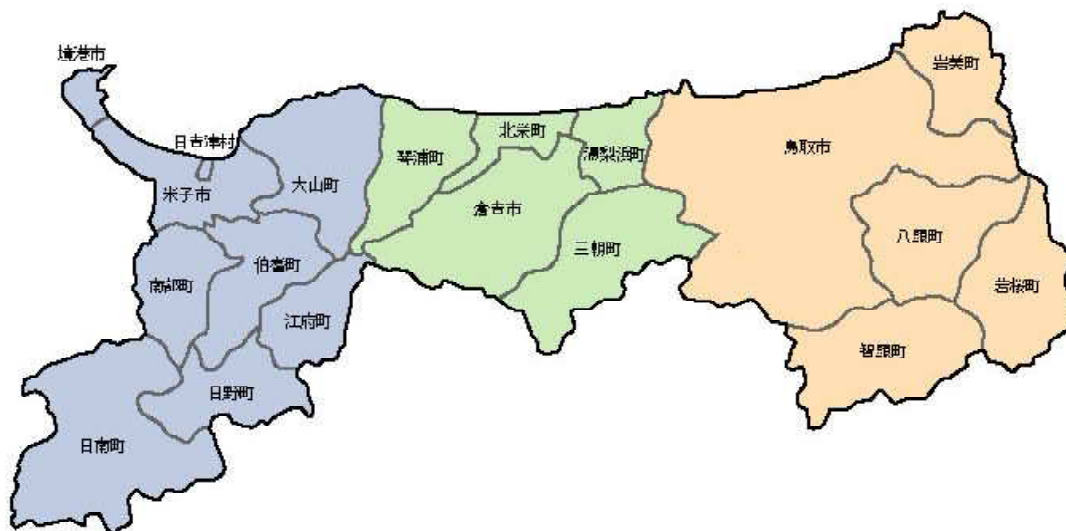 境港市
岩美町
日吉津村
北栄町
琴浦町
湯梨浜町
鳥取市
米子市
大山町
倉吉市
八頭町
三朝町
伯耆町
南部町
若桜町
江府町
智頭町
日野町
日南町